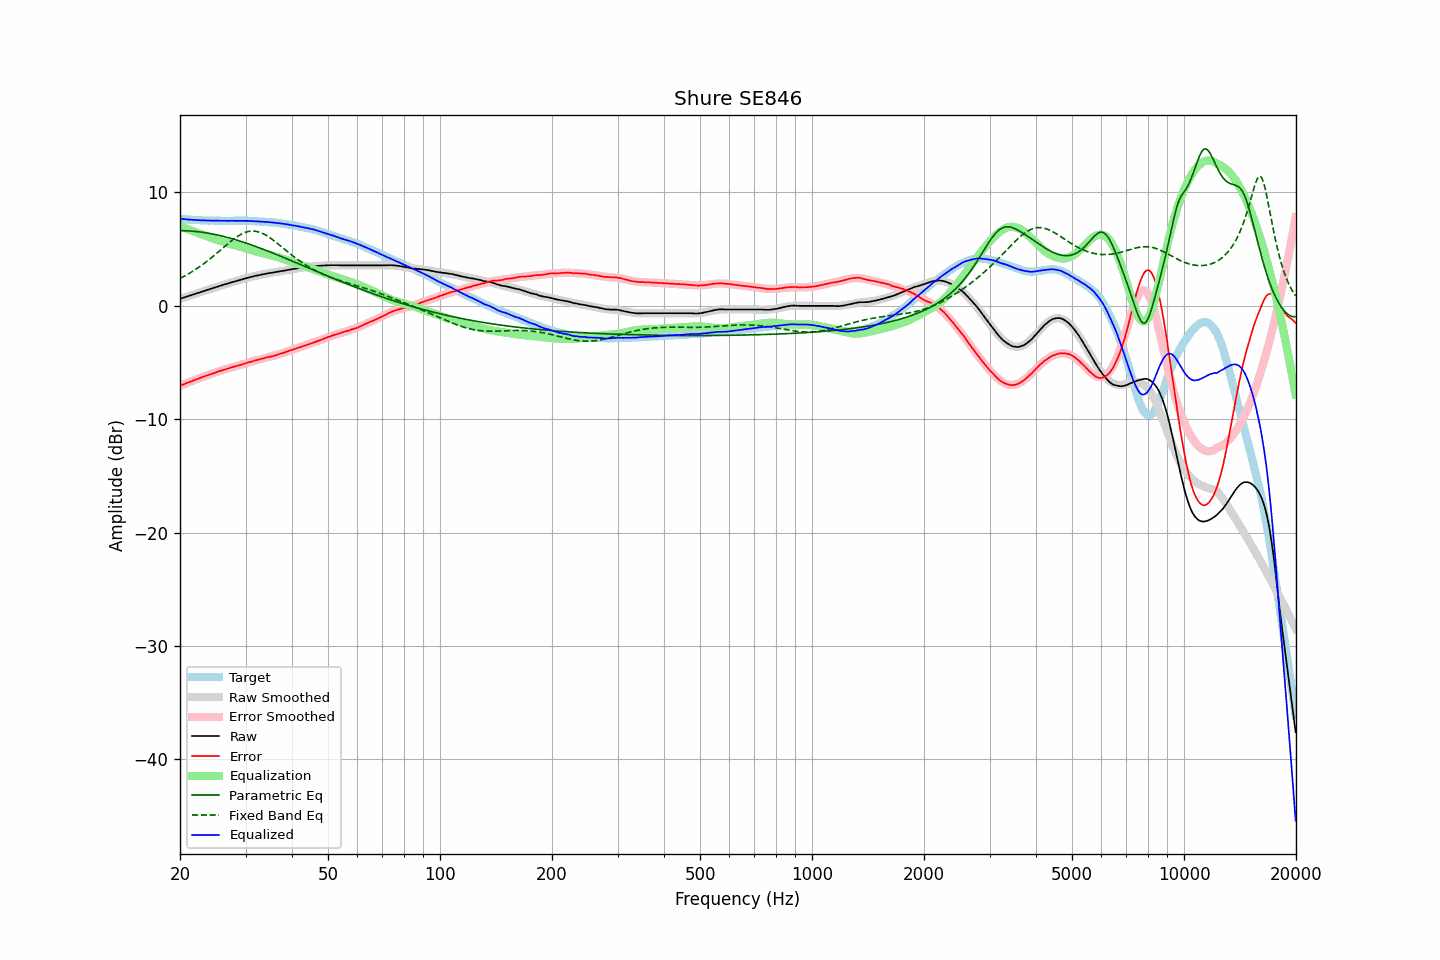 Shure SE846
Amplitude (dBr)
10
0
−10
−20
−30
−40
Target
Raw Smoothed
Error Smoothed
Raw
Error
Equalization
Parametric Eq
Fixed Band Eq
Equalized
20 50 100 200 500 1000 2000 5000 10000 20000
Frequency (Hz)